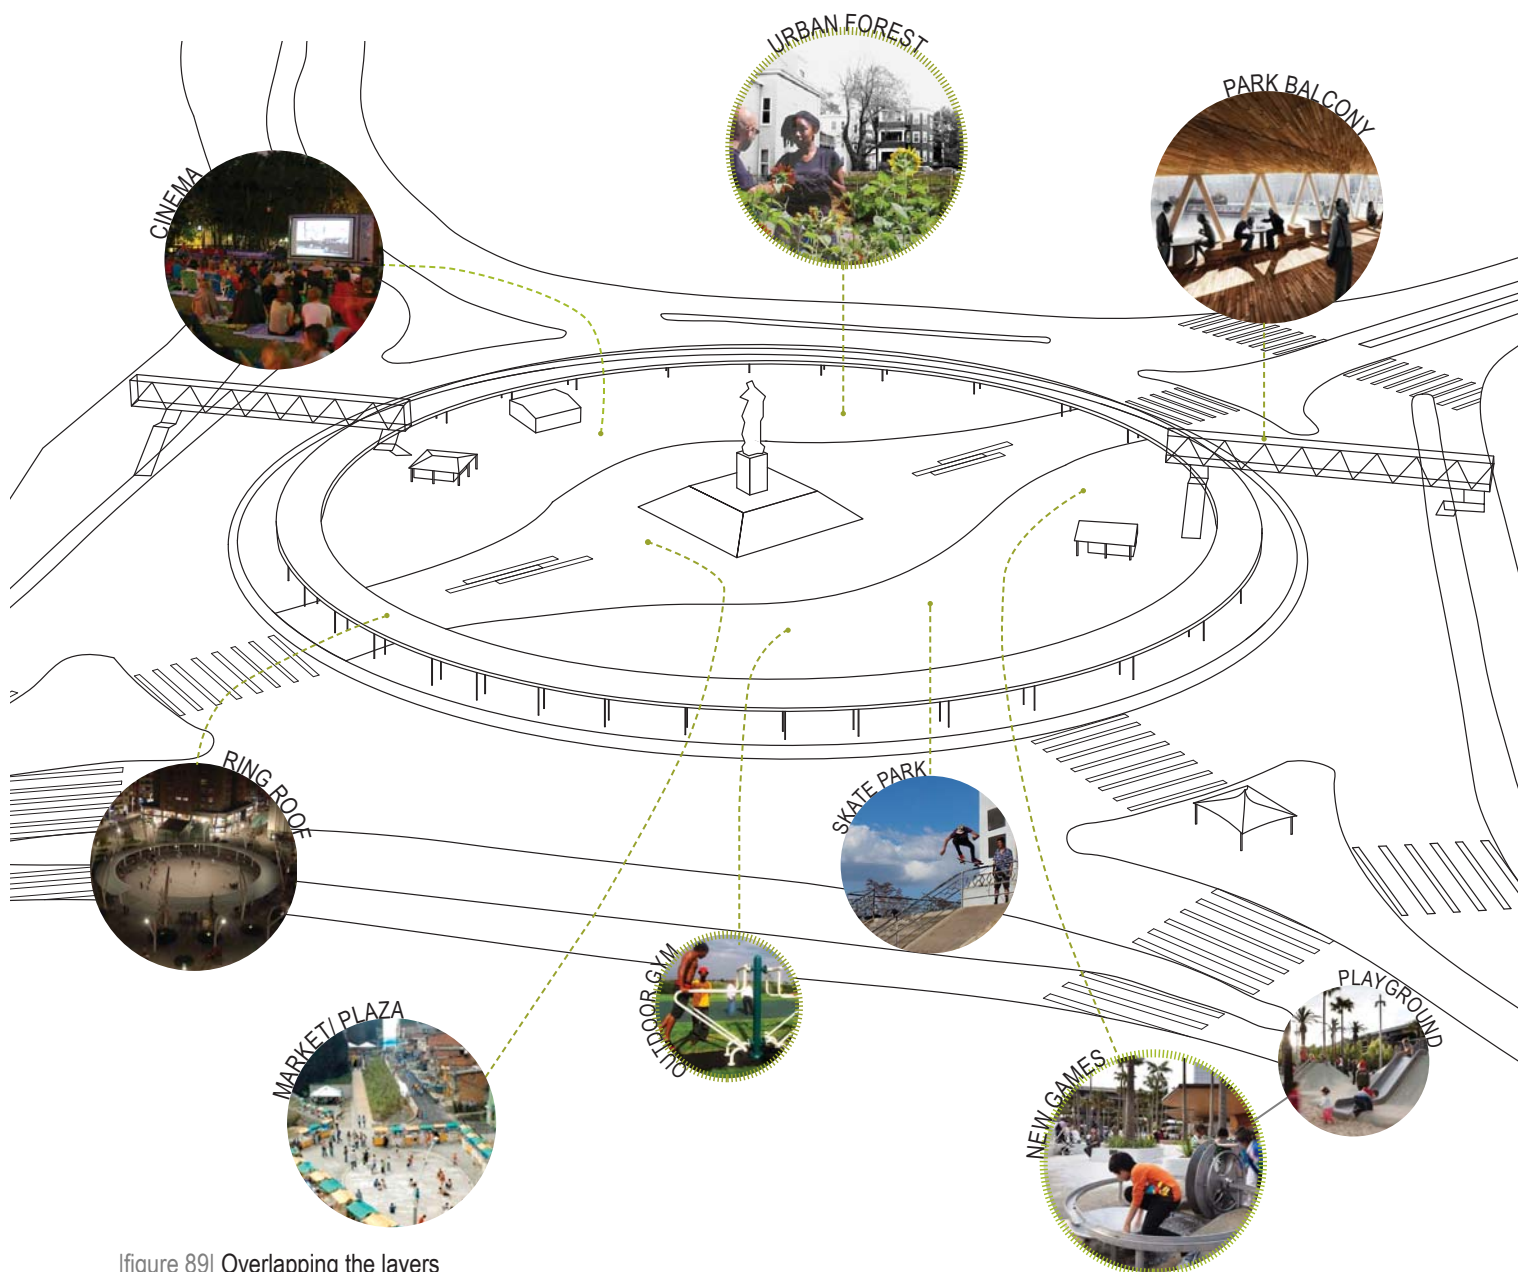 URBAN FOREST
PARK BALCONY
CINEMA
RING ROOF
SKATE PARK
OUTDOOR GYM
PLAYGROUND
MARKET/ PLAZA
NEW GAMES
|figure 89| Overlapping the layers